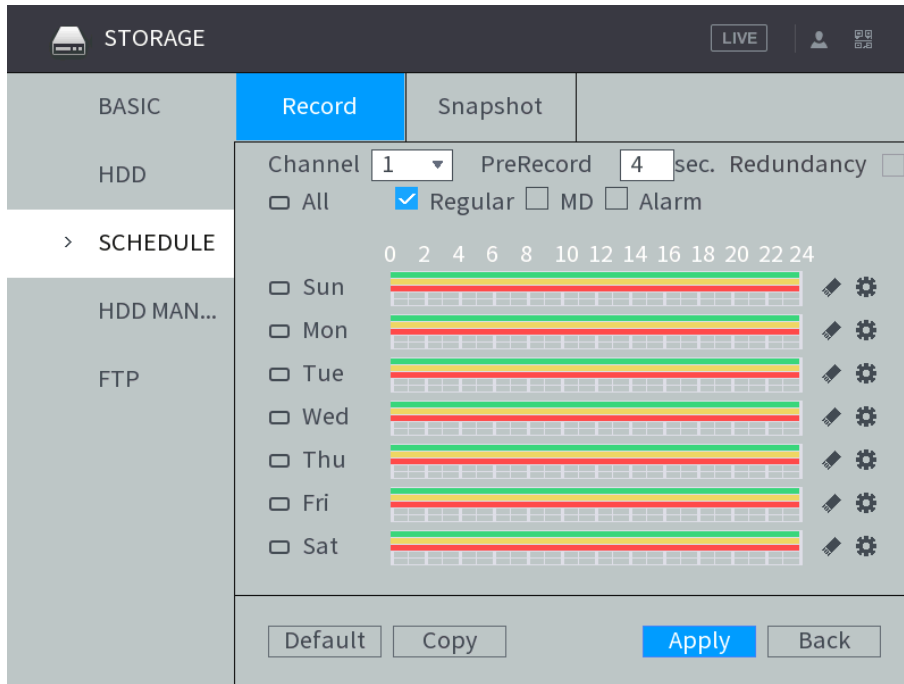 STORAGE LIVE
BASIC Record Snapshot
HDD Channel 1 PreRecord 4 sec. Redundancy
All Regular MD Alarm
SCHEDULE
0 2 4 6 8 10 12 14 16 18 20 22 24
Sun
HDD MAN...
Mon
FTP Tue
Wed
Thu
Fri
Sat
Default Copy Apply Back